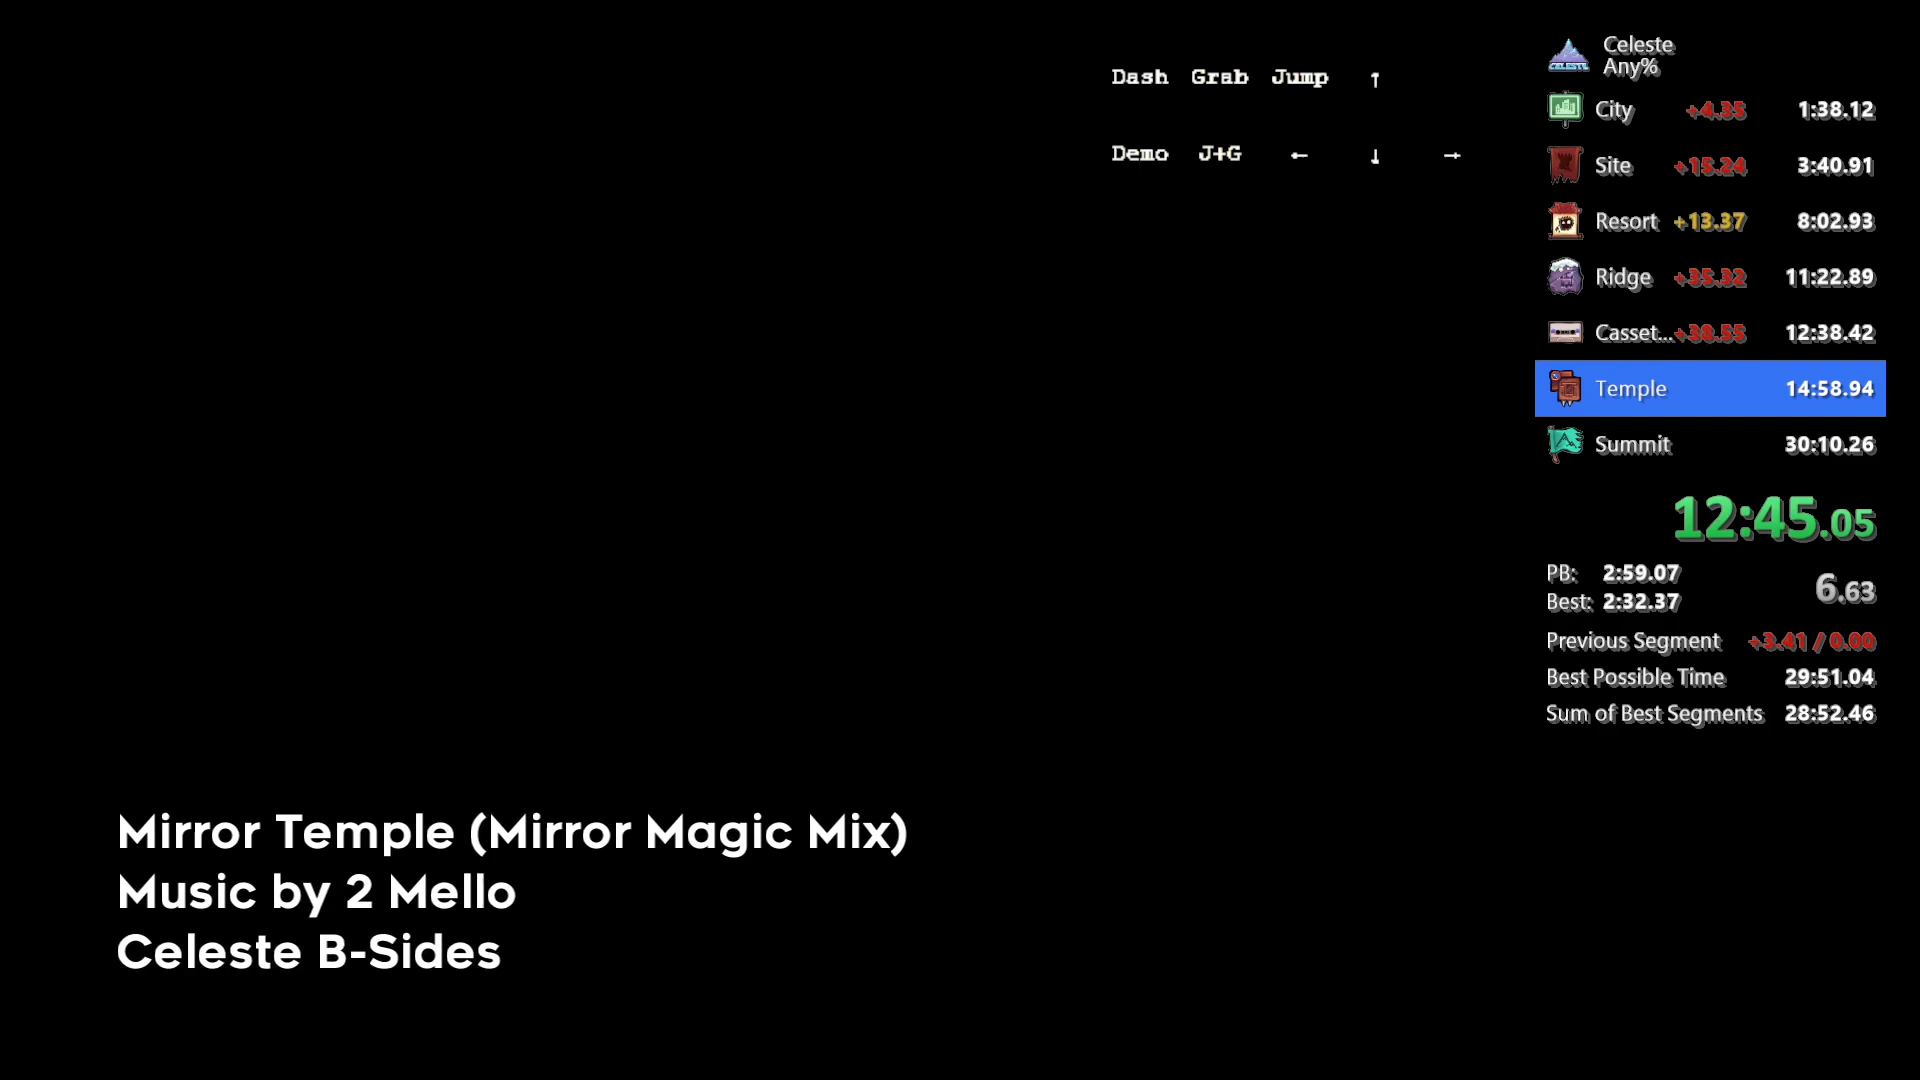 Dash Grab Jump ↑
Demo J+G ← ↓ →
CELESTE
Celeste
Any%
City +4.35 1:38.12
Site +15.24 3:40.91
Resort +13.37 8:02.93
Ridge +35.32 11:22.89
Casset... +38.55 12:38.42
Temple 14:58.94
Summit 30:10.26
12:45.05
PB: 2:59.07
Best: 2:32.37
6.63
Previous Segment +3.41 / 0.00
Best Possible Time 29:51.04
Sum of Best Segments 28:52.46
Mirror Temple (Mirror Magic Mix)
Music by 2 Mello
Celeste B-Sides